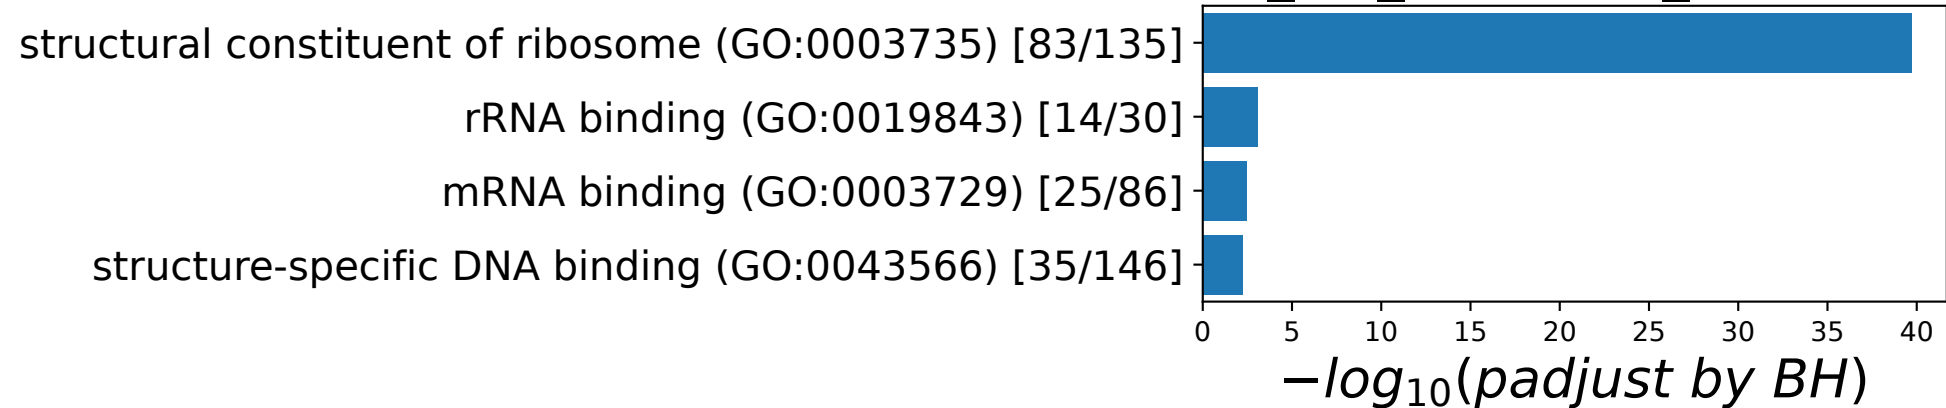 structural constituent of ribosome (GO:0003735) [83/135]
rRNA binding (GO:0019843) [14/30]
mRNA binding (GO:0003729) [25/86]
structure-specific DNA binding (GO:0043566) [35/146]
0 5 10 15 20 25 30 35 40
−log₁₀(padjust by BH)